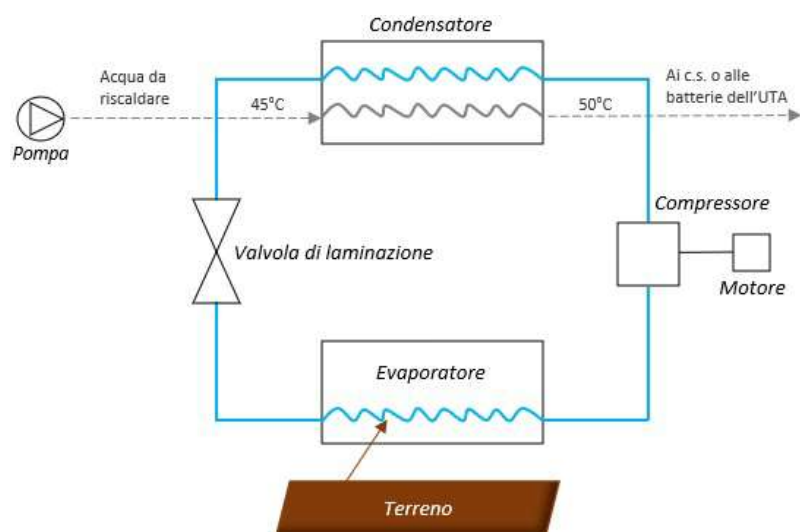 Condensatore
Acqua da
riscaldare
45°C
50°C
Ai c.s. o alle
batterie dell'UTA
Pompa
Compressore
Valvola di laminazione
Motore
Evaporatore
Terreno